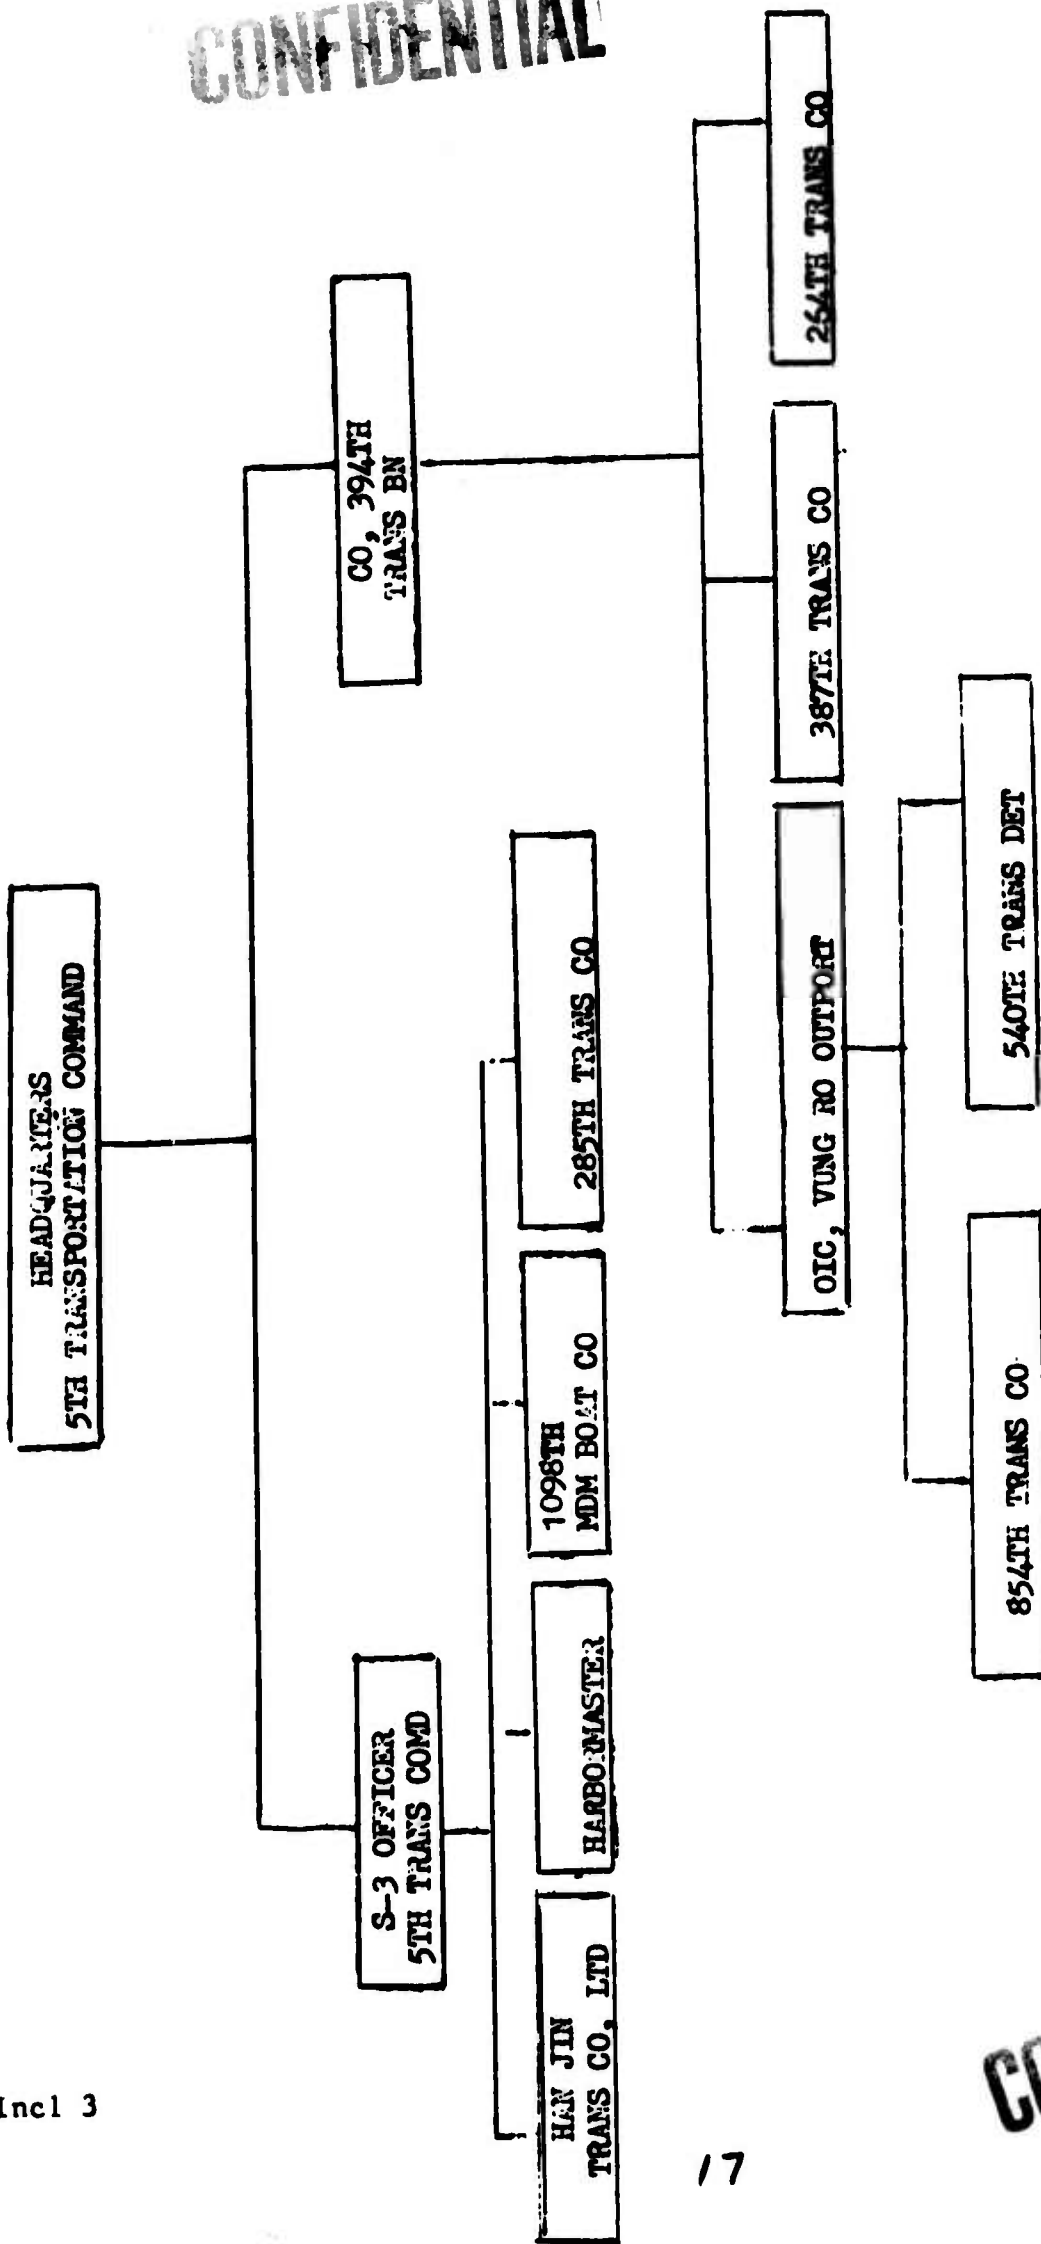 CONFIDENTIAL
HEADQUARTERS
5TH TRANSPORTATION COMMAND
S-3 OFFICER
5TH TRANS COMD
CO, 394TH
TRANS BN
HAN JIN
TRANS CO, LTD
HARBORMASTER
1098TH
MDM BOAT CO
285TH TRANS CO
OIC, VUNG RO OUTPORT
387TH TRANS CO
264TH TRANS CO
854TH TRANS CO
540TH TRANS DET
Incl 3
17
CO